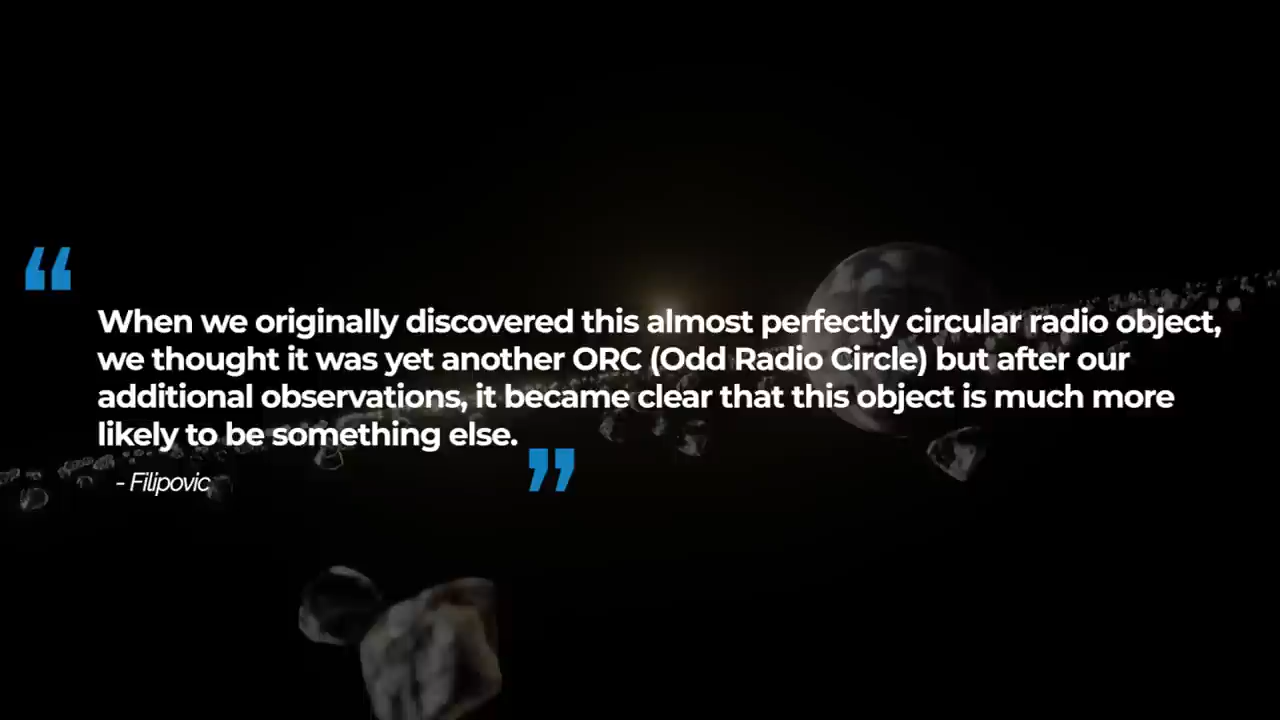 “
When we originally discovered this almost perfectly circular radio object,
we thought it was yet another ORC (Odd Radio Circle) but after our
additional observations, it became clear that this object is much more
likely to be something else.
”
- Filipovic